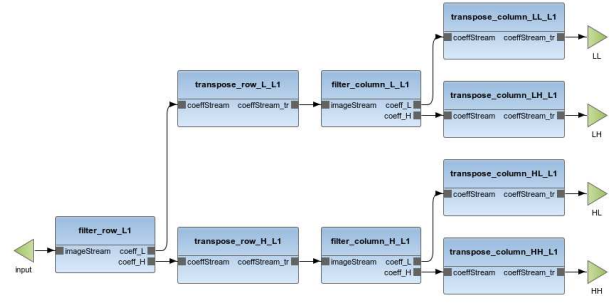 transpose_column_LL_L1
coeffStream coeffStream_tr
LL
transpose_row_L_L1
coeffStream coeffStream_tr
filter_column_L_L1
imageStream coeff_L
coeff_H
transpose_column_LH_L1
coeffStream coeffStream_tr
LH
transpose_column_HL_L1
coeffStream coeffStream_tr
HL
filter_row_L1
imageStream coeff_L
coeff_H
input
transpose_row_H_L1
coeffStream coeffStream_tr
filter_column_H_L1
imageStream coeff_L
coeff_H
transpose_column_HH_L1
coeffStream coeffStream_tr
HH